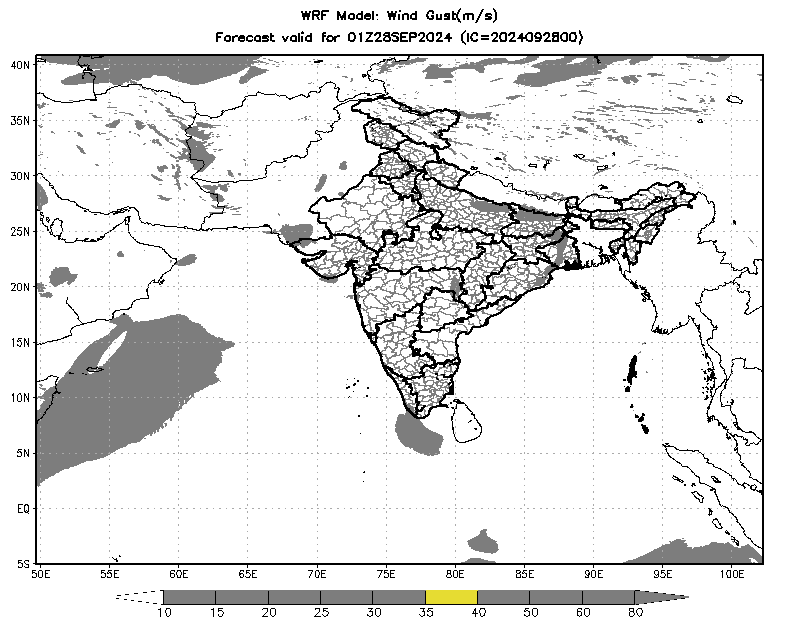 WRF Model: Wind Gust(m/s)
Forecast valid for 01Z28SEP2024 (IC=2024092800)
40N
35N
30N
25N
20N
15N
10N
5N
EQ
5S
50E 55E 60E 65E 70E 75E 80E 85E 90E 95E 100E
10 15 20 25 30 35 40 50 60 80